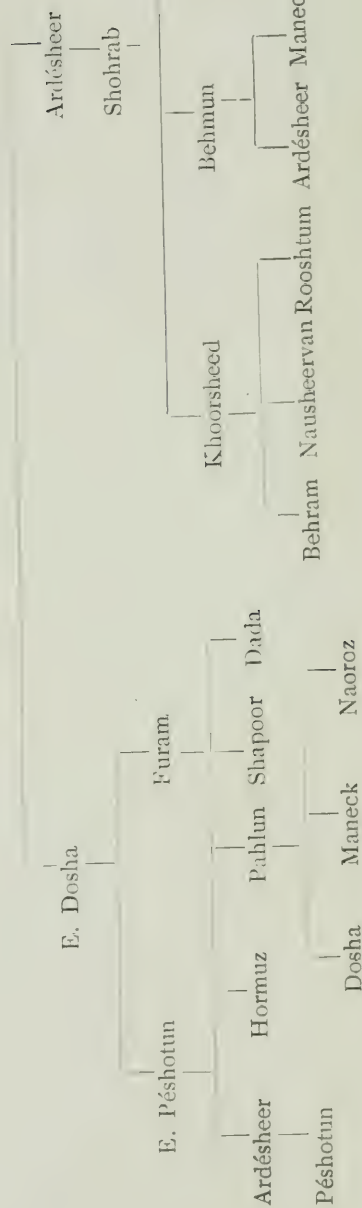 E. Dosha Ardésheer
Shohrab
E. Péshotun Furam Khoorsheed Behmun
Ardésheer Hormuz Pahlun Shapoor Dada
Behram Nausheervan Rooshtum Ardésheer Manec
Péshotun Dosha Maneck Naoroz